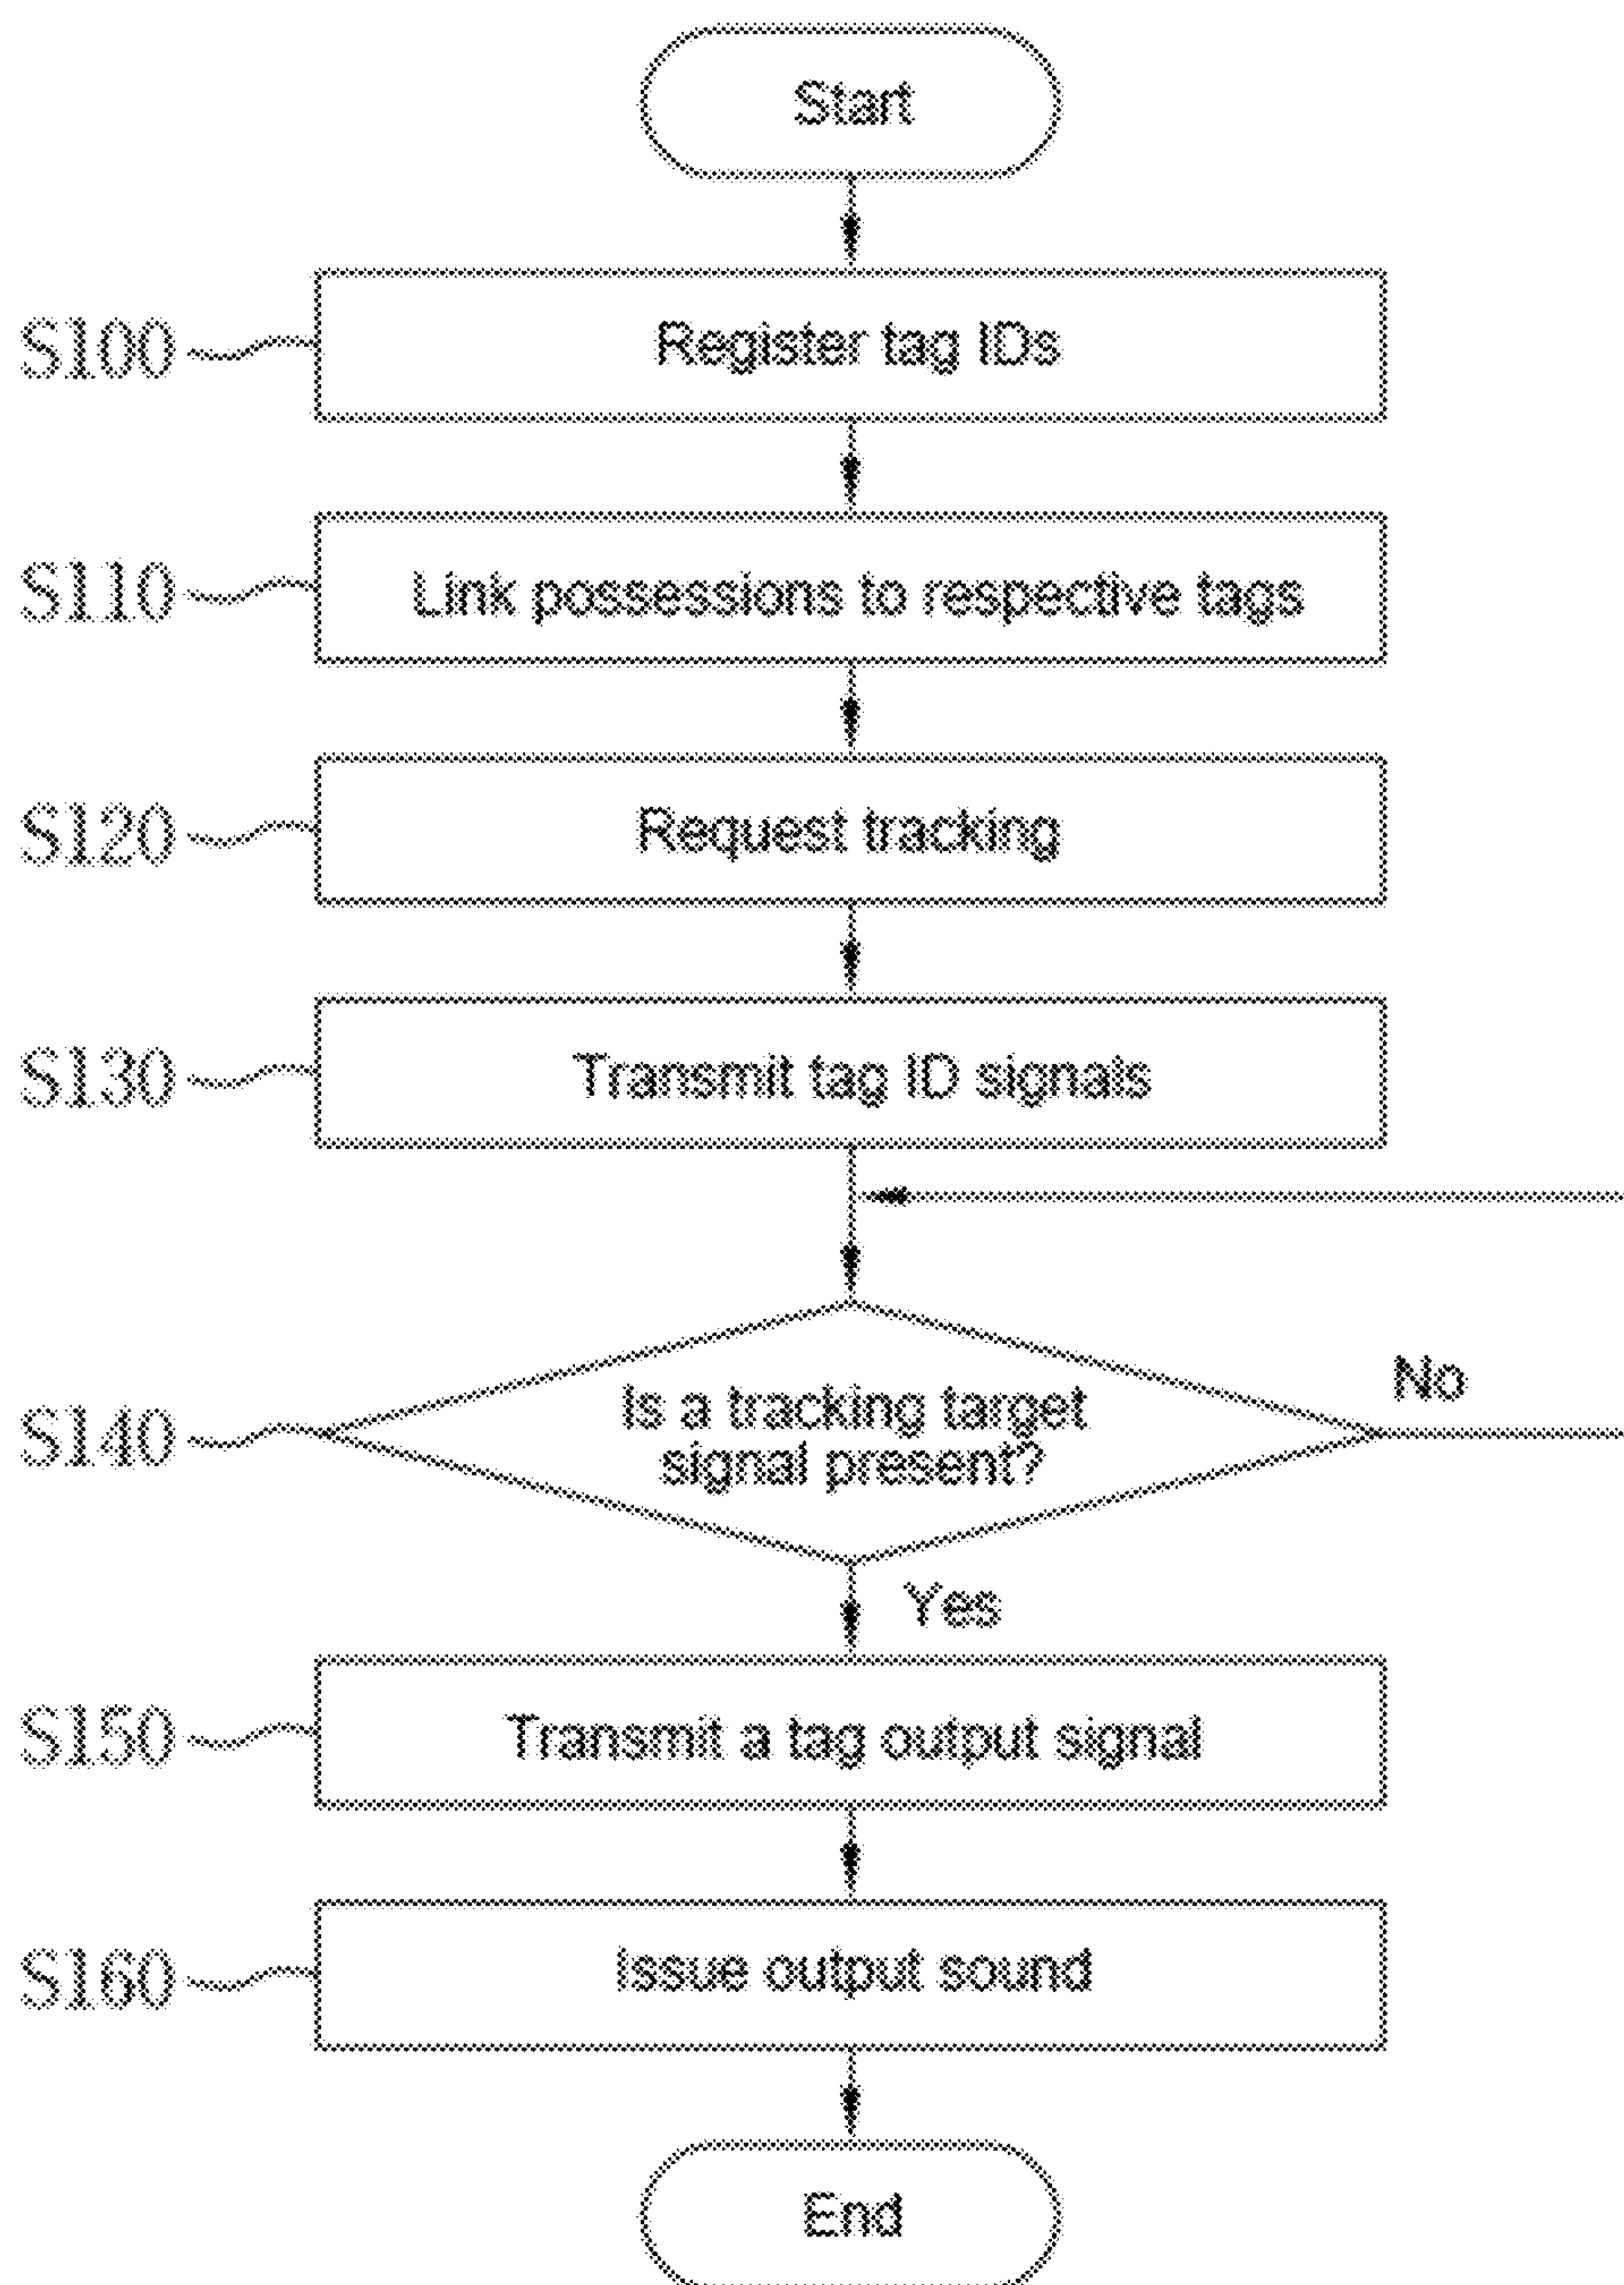 Start
S100
Register tag IDs
S110
Link possessions to respective tags
S120
Request tracking
S130
Transmit tag ID signals
S140
Is a tracking target
signal present?
No
Yes
S150
Transmit a tag output signal
S160
Issue output sound
End